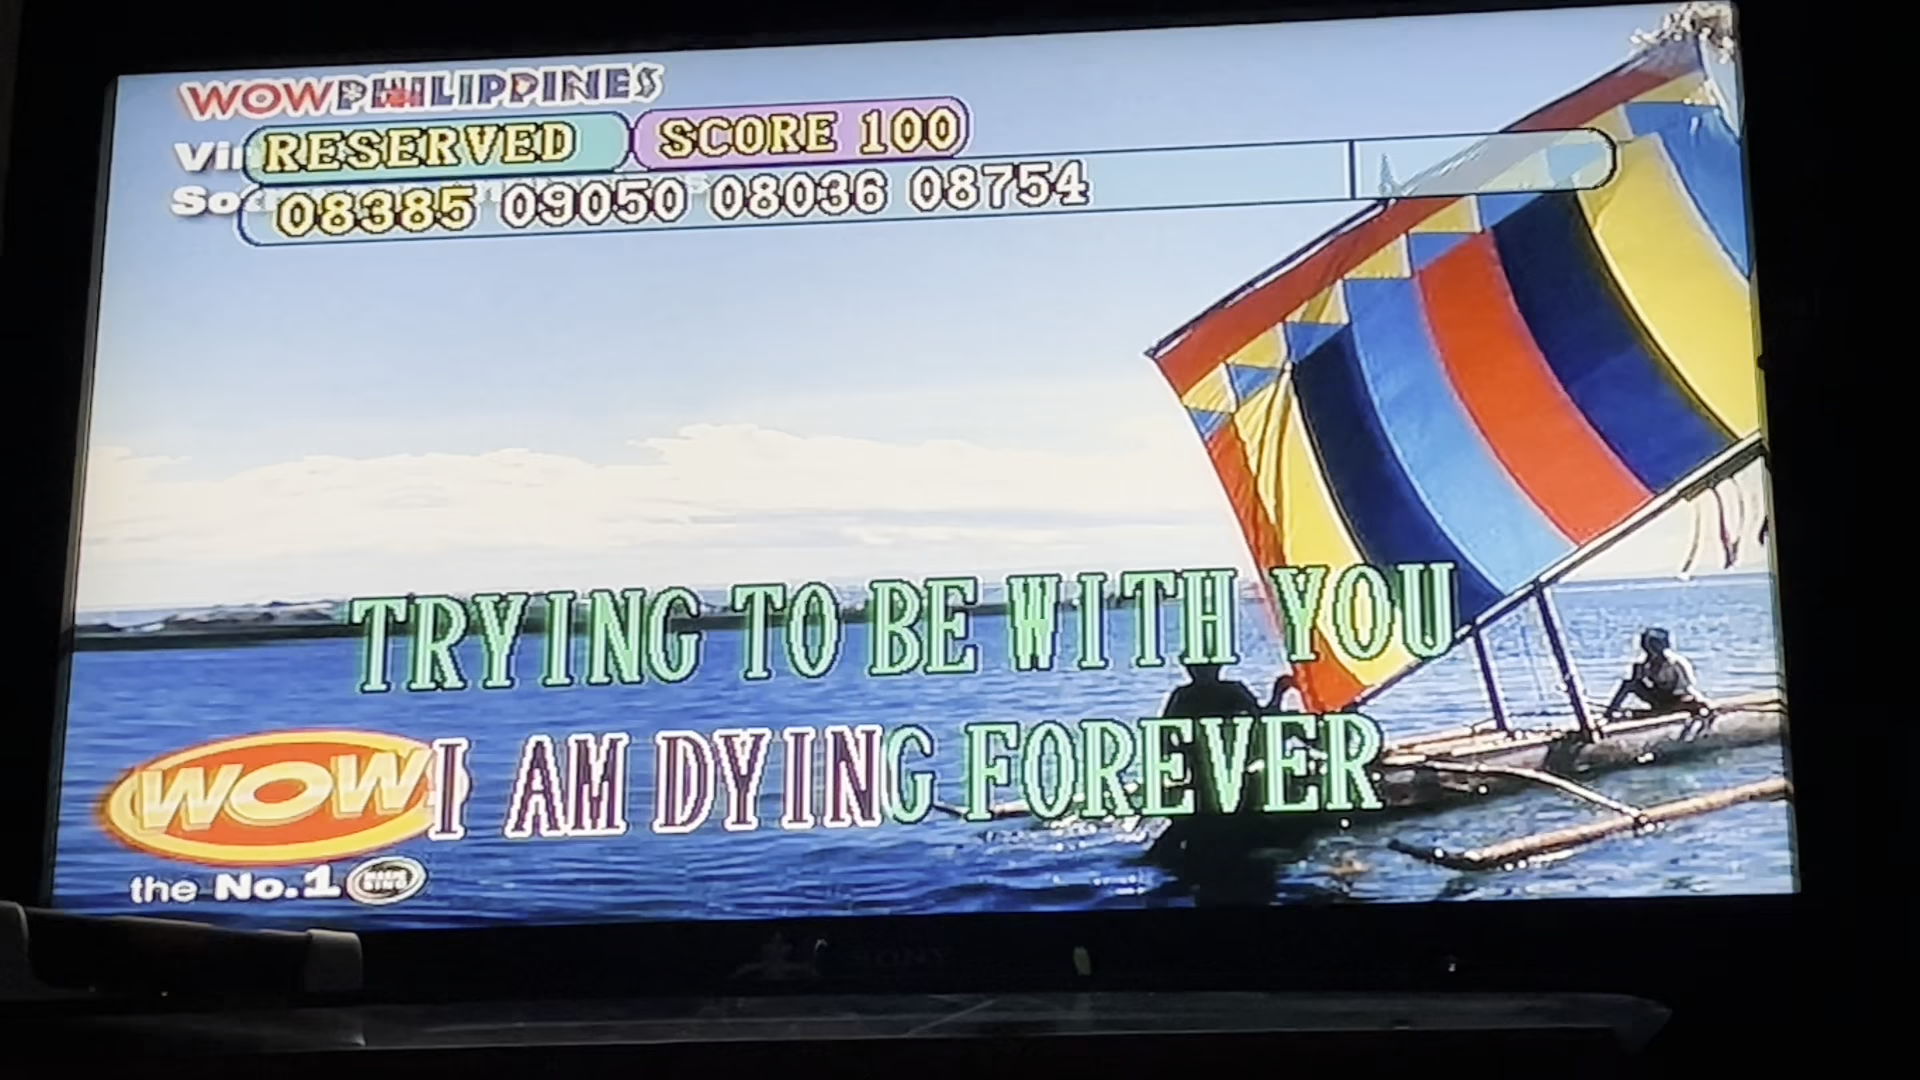 WOWPHILIPPINES
RESERVED SCORE 100
08385 09050 08036 08754
TRYING TO BE WITH YOU
I AM DYING FOREVER
WOW
the No.1
SONY